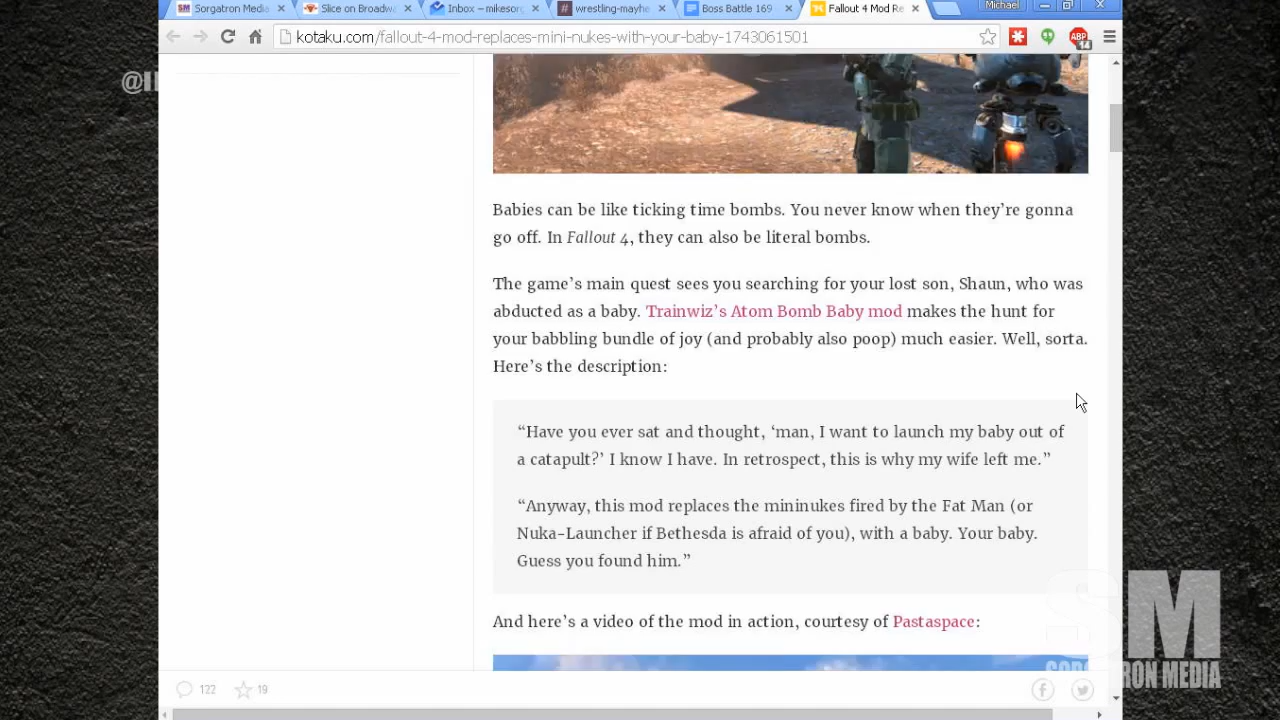 Sorgatron Media
Slice on Broadwa
Inbox – mikesor
wrestling-mayhe
Boss Battle 169
Fallout 4 Mod Re
Michael
kotaku.com/fallout-4-mod-replaces-mini-nukes-with-your-baby-1743061501
ABP
14
Babies can be like ticking time bombs. You never know when they’re gonna
go off. In Fallout 4, they can also be literal bombs.
The game’s main quest sees you searching for your lost son, Shaun, who was
abducted as a baby. Trainwiz’s Atom Bomb Baby mod makes the hunt for
your babbling bundle of joy (and probably also poop) much easier. Well, sorta.
Here’s the description:
“Have you ever sat and thought, ‘man, I want to launch my baby out of
a catapult?’ I know I have. In retrospect, this is why my wife left me.”
“Anyway, this mod replaces the mininukes fired by the Fat Man (or
Nuka-Launcher if Bethesda is afraid of you), with a baby. Your baby.
Guess you found him.”
And here’s a video of the mod in action, courtesy of Pastaspace:
122
19
SM
SORGATRON MEDIA